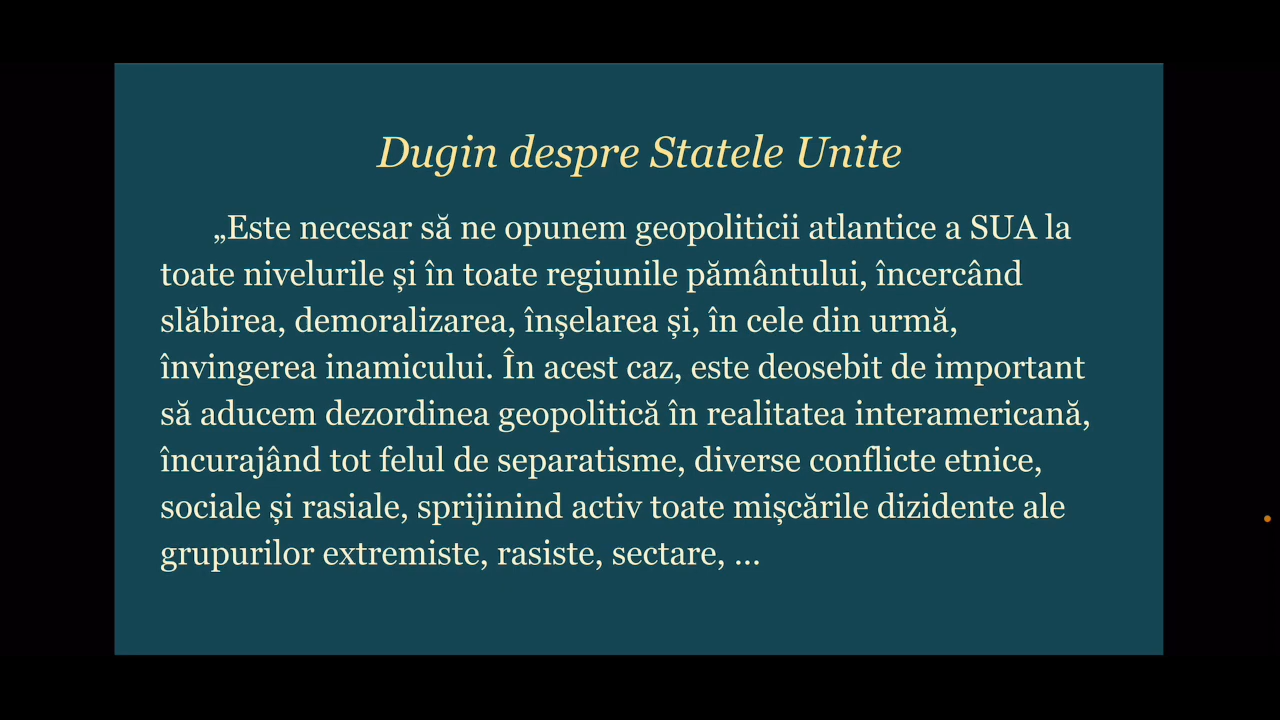 Dugin despre Statele Unite
„Este necesar să ne opunem geopoliticii atlantice a SUA la
toate nivelurile și în toate regiunile pământului, încercând
slăbirea, demoralizarea, înșelarea și, în cele din urmă,
învingerea inamicului. În acest caz, este deosebit de important
să aducem dezordinea geopolitică în realitatea interamericană,
încurajând tot felul de separatisme, diverse conflicte etnice,
sociale și rasiale, sprijinind activ toate mișcările dizidente ale
grupurilor extremiste, rasiste, sectare, ...